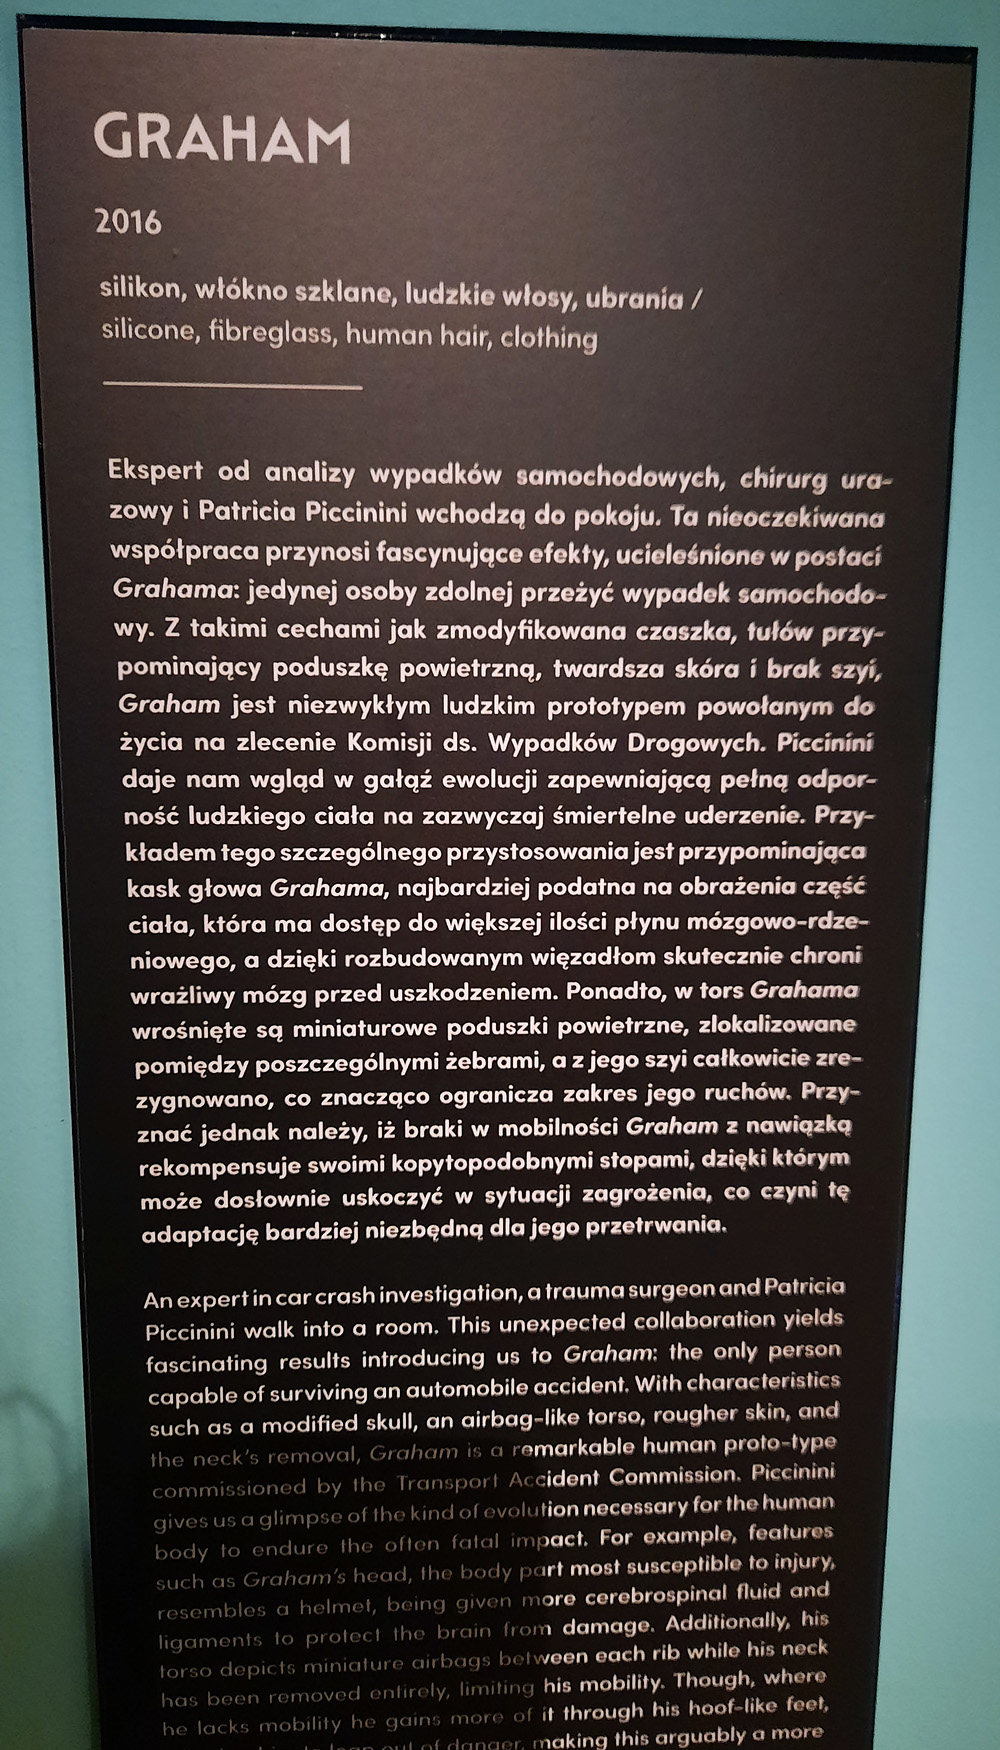 GRAHAM
2016
silikon, włókno szklane, ludzkie włosy, ubrania /
silicone, fibreglass, human hair, clothing
Ekspert od analizy wypadków samochodowych, chirurg ura-
zowy i Patricia Piccinini wchodzą do pokoju. Ta nieoczekiwana
współpraca przynosi fascynujące efekty, ucieleśnione w postaci
Grahama: jedynej osoby zdolnej przeżyć wypadek samochodo-
wy. Z takimi cechami jak zmodyfikowana czaszka, tułów przy-
pominający poduszkę powietrzną, twardsza skóra i brak szyi,
Graham jest niezwykłym ludzkim prototypem powołanym do
życia na zlecenie Komisji ds. Wypadków Drogowych. Piccinini
daje nam wgląd w gałąź ewolucji zapewniającą pełną odpor-
ność ludzkiego ciała na zazwyczaj śmiertelne uderzenie. Przy-
kładem tego szczególnego przystosowania jest przypominająca
kask głowa Grahama, najbardziej podatna na obrażenia część
ciała, która ma dostęp do większej ilości płynu mózgowo-rdze-
niowego, a dzięki rozbudowanym więzadłom skutecznie chroni
wrażliwy mózg przed uszkodzeniem. Ponadto, w tors Grahama
wrośnięte są miniaturowe poduszki powietrzne, zlokalizowane
pomiędzy poszczególnymi żebrami, a z jego szyi całkowicie zre-
zygnowano, co znacząco ogranicza zakres jego ruchów. Przy-
znać jednak należy, iż braki w mobilności Graham z nawiązką
rekompensuje swoimi kopytopodobnymi stopami, dzięki którym
może dosłownie uskoczyć w sytuacji zagrożenia, co czyni tę
adaptację bardziej niezbędną dla jego przetrwania.
An expert in car crash investigation, a trauma surgeon and Patricia
Piccinini walk into a room. This unexpected collaboration yields
fascinating results introducing us to Graham: the only person
capable of surviving an automobile accident. With characteristics
such as a modified skull, an airbag-like torso, rougher skin, and
the neck's removal, Graham is a remarkable human proto-type
commissioned by the Transport Accident Commission. Piccinini
gives us a glimpse of the kind of evolution necessary for the human
body to endure the often fatal impact. For example, features
such as Graham's head, the body part most susceptible to injury,
resembles a helmet, being given more cerebrospinal fluid and
ligaments to protect the brain from damage. Additionally, his
torso depicts miniature airbags between each rib while his neck
has been removed entirely, limiting his mobility. Though, where
he lacks mobility he gains more of it through his hoof-like feet,
out of danger, making this arguably a more